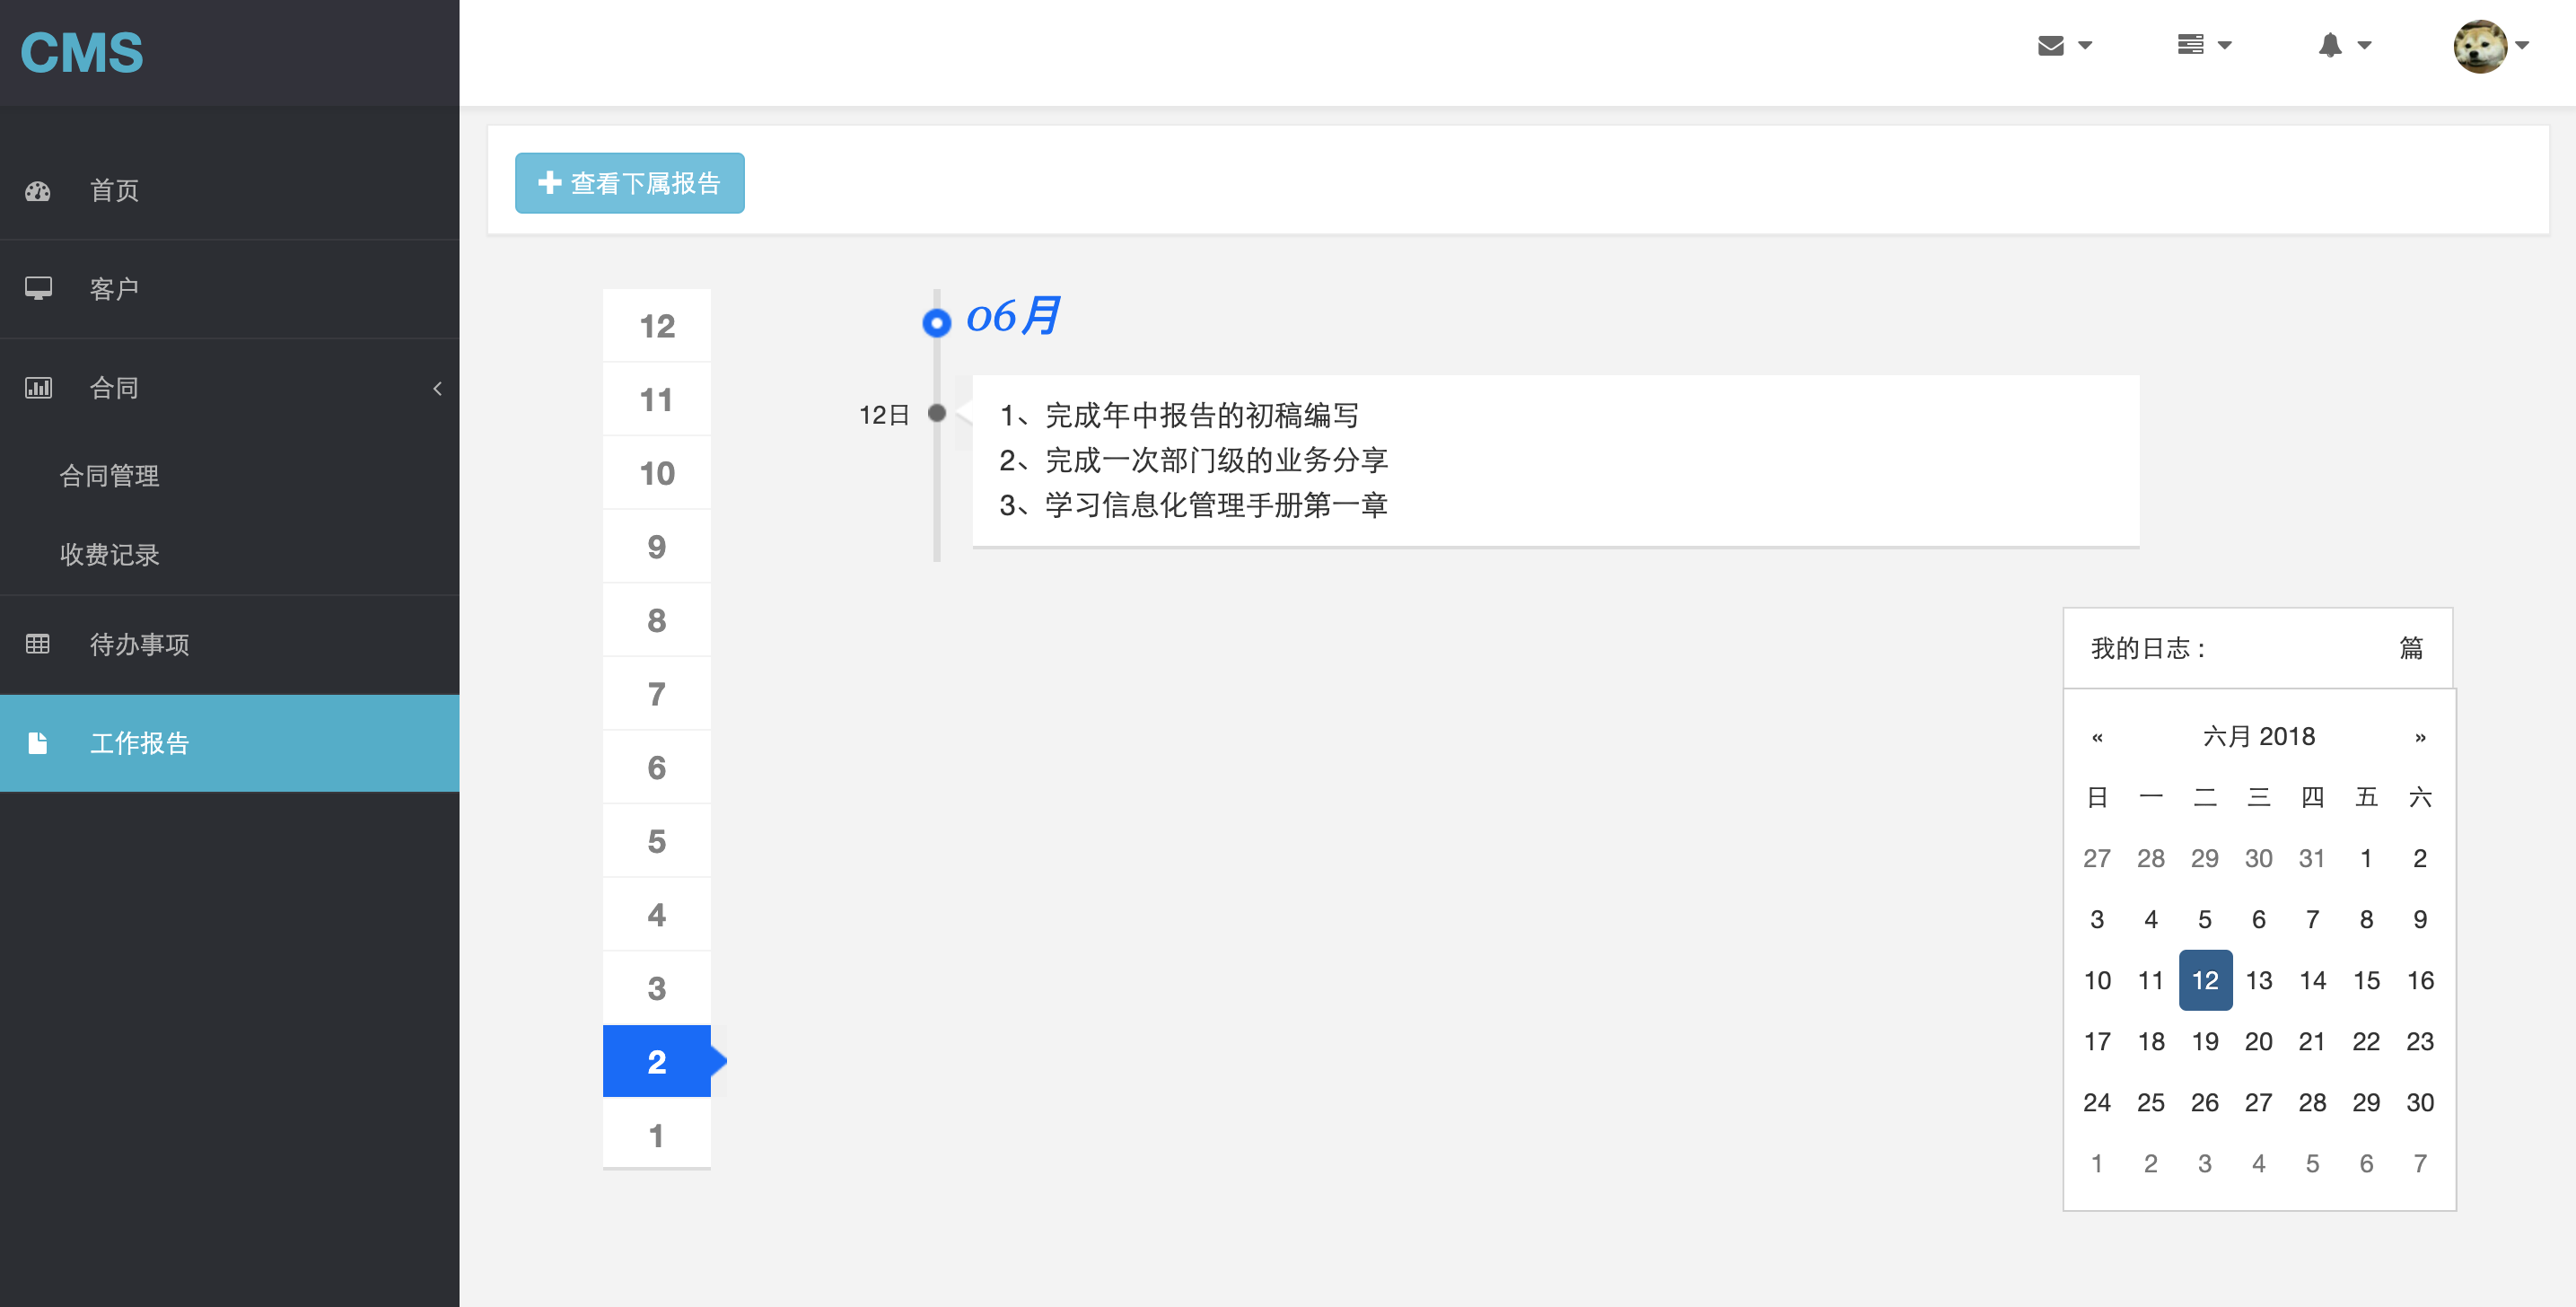 CMS
首页
客户
合同
合同管理
收费记录
待办事项
工作报告
查看下属报告
12
11
10
9
8
7
6
5
4
3
2
1
06月
12日
1、完成年中报告的初稿编写
2、完成一次部门级的业务分享
3、学习信息化管理手册第一章
我的日志： 篇
« 六月 2018 »
日 一 二 三 四 五 六
27 28 29 30 31 1 2
3 4 5 6 7 8 9
10 11 12 13 14 15 16
17 18 19 20 21 22 23
24 25 26 27 28 29 30
1 2 3 4 5 6 7